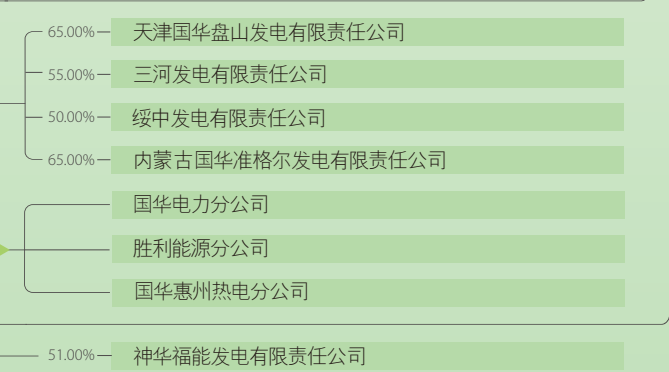 65.00% 天津国华盘山发电有限责任公司
55.00% 三河发电有限责任公司
50.00% 绥中发电有限责任公司
65.00% 内蒙古国华准格尔发电有限责任公司
国华电力分公司
胜利能源分公司
国华惠州热电分公司
51.00% 神华福能发电有限责任公司